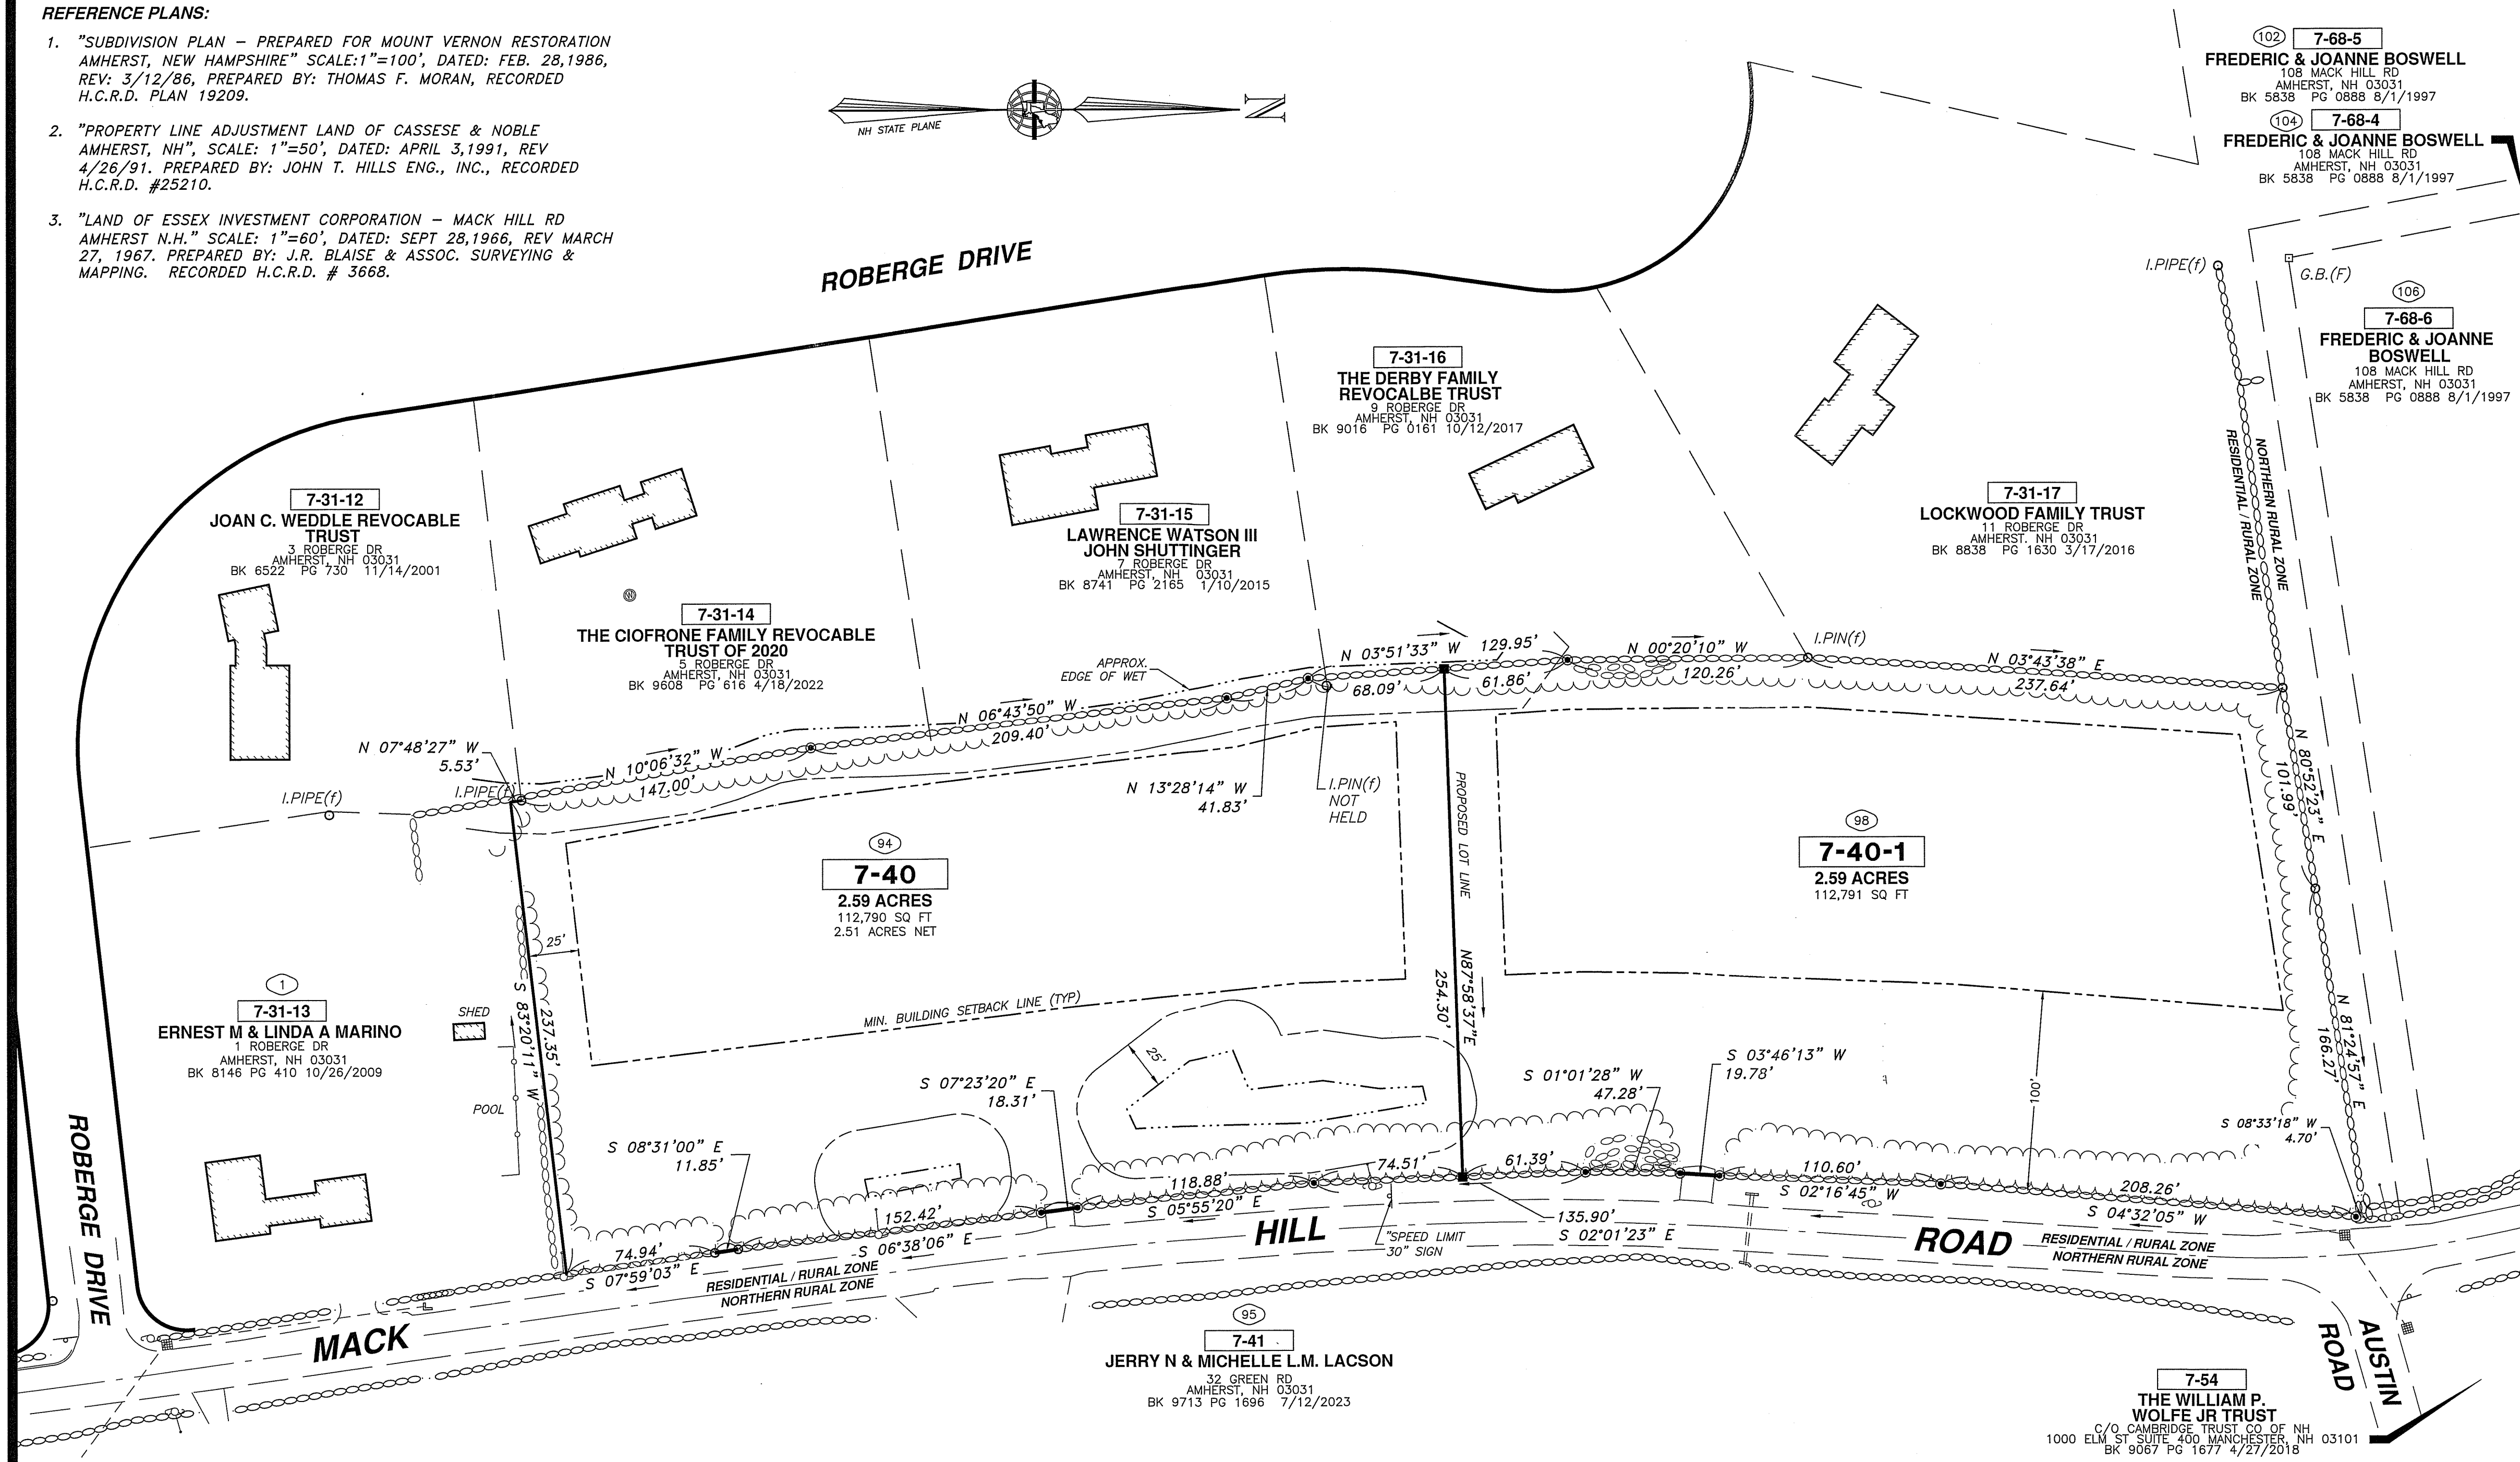 REFERENCE PLANS:
1. "SUBDIVISION PLAN – PREPARED FOR MOUNT VERNON RESTORATION
AMHERST, NEW HAMPSHIRE" SCALE:1"=100', DATED: FEB. 28,1986,
REV: 3/12/86, PREPARED BY: THOMAS F. MORAN, RECORDED
H.C.R.D. PLAN 19209.
2. "PROPERTY LINE ADJUSTMENT LAND OF CASSESE & NOBLE
AMHERST, NH", SCALE: 1"=50', DATED: APRIL 3,1991, REV
4/26/91. PREPARED BY: JOHN T. HILLS ENG., INC., RECORDED
H.C.R.D. #25210.
3. "LAND OF ESSEX INVESTMENT CORPORATION – MACK HILL RD
AMHERST N.H." SCALE: 1"=60', DATED: SEPT 28,1966, REV MARCH
27, 1967. PREPARED BY: J.R. BLAISE & ASSOC. SURVEYING &
MAPPING. RECORDED H.C.R.D. # 3668.
NH STATE PLANE
N
102
7-68-5
FREDERIC & JOANNE BOSWELL
108 MACK HILL RD
AMHERST, NH 03031
BK 5838 PG 0888 8/1/1997
104
7-68-4
FREDERIC & JOANNE BOSWELL
108 MACK HILL RD
AMHERST, NH 03031
BK 5838 PG 0888 8/1/1997
I.PIPE(f)
G.B.(F)
106
7-68-6
FREDERIC & JOANNE
BOSWELL
108 MACK HILL RD
AMHERST, NH 03031
BK 5838 PG 0888 8/1/1997
ROBERGE DRIVE
7-31-12
JOAN C. WEDDLE REVOCABLE
TRUST
3 ROBERGE DR
AMHERST, NH 03031
BK 6522 PG 730 11/14/2001
7-31-14
THE CIOFRONE FAMILY REVOCABLE
TRUST OF 2020
5 ROBERGE DR
AMHERST, NH 03031
BK 9608 PG 616 4/18/2022
W
7-31-15
LAWRENCE WATSON III
JOHN SHUTTINGER
7 ROBERGE DR
AMHERST, NH 03031
BK 8741 PG 2165 1/10/2015
7-31-16
THE DERBY FAMILY
REVOCALBE TRUST
9 ROBERGE DR
AMHERST, NH 03031
BK 9016 PG 0161 10/12/2017
7-31-17
LOCKWOOD FAMILY TRUST
11 ROBERGE DR
AMHERST. NH 03031
BK 8838 PG 1630 3/17/2016
RESIDENTIAL / RURAL ZONE
NORTHERN RURAL ZONE
APPROX.
EDGE OF WET
N 07°48'27" W
5.53'
I.PIPE(f)
I.PIPE(f)
N 10°06'32" W
147.00'
N 06°43'50" W
209.40'
N 13°28'14" W
41.83'
I.PIN(f)
NOT
HELD
N 03°51'33" W
129.95'
68.09'
61.86'
N 00°20'10" W
120.26'
I.PIN(f)
N 03°43'38" E
237.64'
N 80°52'23" E
101.99'
N 81°24'57" E
166.27'
94
7-40
2.59 ACRES
112,790 SQ FT
2.51 ACRES NET
98
7-40-1
2.59 ACRES
112,791 SQ FT
PROPOSED LOT LINE
N87°58'37"E
254.30'
25'
S 83°20'11" W
237.35'
MIN. BUILDING SETBACK LINE (TYP)
25'
100'
1
7-31-13
ERNEST M & LINDA A MARINO
1 ROBERGE DR
AMHERST, NH 03031
BK 8146 PG 410 10/26/2009
SHED
POOL
S 08°31'00" E
11.85'
S 07°23'20" E
18.31'
S 01°01'28" W
47.28'
S 03°46'13" W
19.78'
S 08°33'18" W
4.70'
74.94'
S 07°59'03" E
152.42'
S 06°38'06" E
118.88'
S 05°55'20" E
74.51'
61.39'
135.90'
S 02°01'23" E
110.60'
S 02°16'45" W
208.26'
S 04°32'05" W
"SPEED LIMIT
30" SIGN
RESIDENTIAL / RURAL ZONE
NORTHERN RURAL ZONE
RESIDENTIAL / RURAL ZONE
NORTHERN RURAL ZONE
MACK
HILL
ROAD
ROBERGE DRIVE
AUSTIN
ROAD
95
7-41
JERRY N & MICHELLE L.M. LACSON
32 GREEN RD
AMHERST, NH 03031
BK 9713 PG 1696 7/12/2023
7-54
THE WILLIAM P.
WOLFE JR TRUST
C/O CAMBRIDGE TRUST CO OF NH
1000 ELM ST SUITE 400 MANCHESTER, NH 03101
BK 9067 PG 1677 4/27/2018